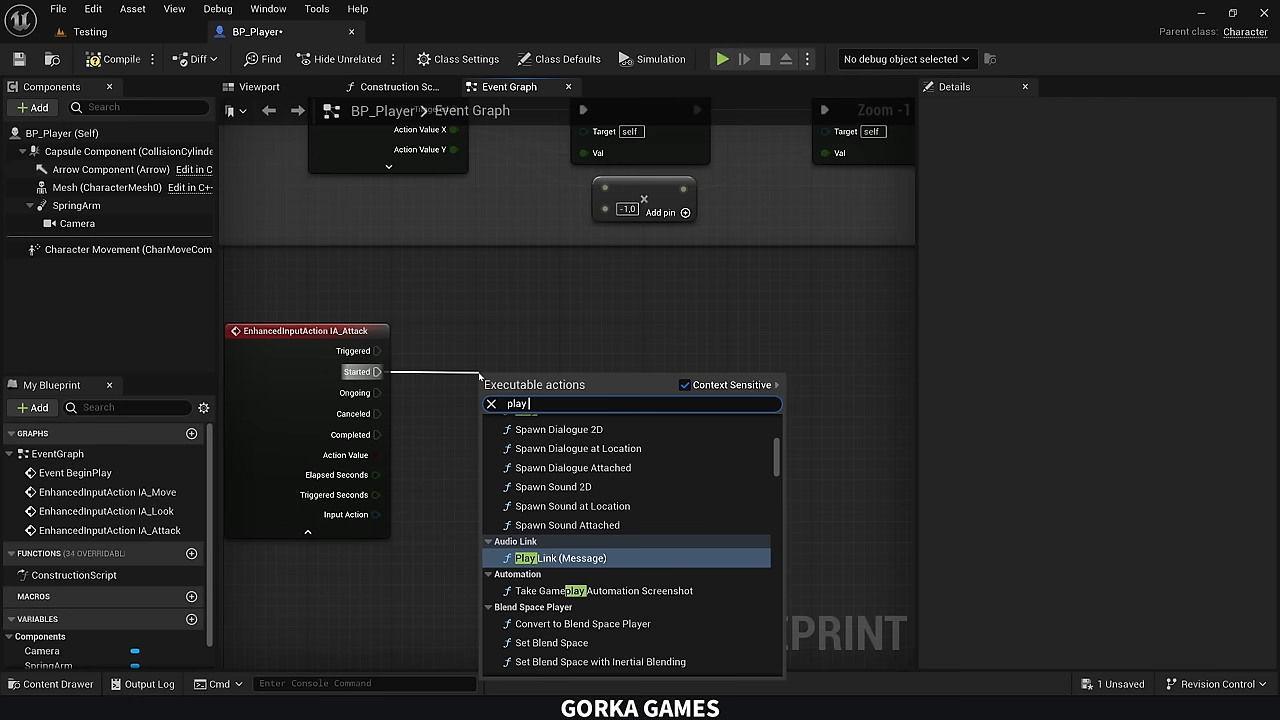 File Edit Asset View Debug Window Tools Help
Testing
BP_Player•
Parent class: Character
Compile
Diff
Find
Hide Unrelated
Class Settings
Class Defaults
Simulation
No debug object selected
Components
Viewport
Construction Sc...
Event Graph
Details
Add
Search
BP_Player > Event Graph
Zoom -1
BP_Player (Self)
Capsule Component (CollisionCylinde
Arrow Component (Arrow) Edit in C
Mesh (CharacterMesh0) Edit in C+
SpringArm
Camera
Character Movement (CharMoveCom
Action Value X
Action Value Y
Target self
Val
-1.0
Add pin
Target self
Val
EnhancedInputAction IA_Attack
Triggered
Started
Ongoing
Canceled
Completed
Action Value
Elapsed Seconds
Triggered Seconds
Input Action
Executable actions
Context Sensitive
play
Spawn Dialogue 2D
Spawn Dialogue at Location
Spawn Dialogue Attached
Spawn Sound 2D
Spawn Sound at Location
Spawn Sound Attached
Audio Link
Play Link (Message)
Automation
Take Gameplay Automation Screenshot
Blend Space Player
Convert to Blend Space Player
Set Blend Space
Set Blend Space with Inertial Blending
PRINT
My Blueprint
Add
Search
GRAPHS
EventGraph
Event BeginPlay
EnhancedInputAction IA_Move
EnhancedInputAction IA_Look
EnhancedInputAction IA_Attack
FUNCTIONS (34 OVERRIDABL
ConstructionScript
MACROS
VARIABLES
Components
Camera
SpringArm
Content Drawer
Output Log
Cmd
Enter Console Command
1 Unsaved
Revision Control
GORKA GAMES